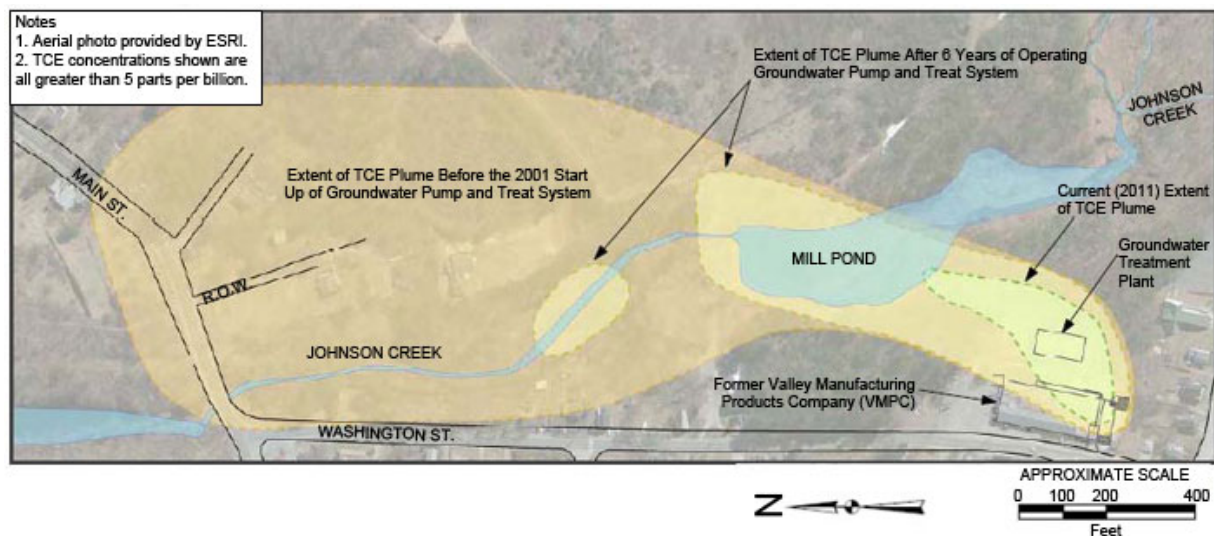 Notes
1. Aerial photo provided by ESRI.
2. TCE concentrations shown are
all greater than 5 parts per billion.
Extent of TCE Plume After 6 Years of Operating
Groundwater Pump and Treat System
JOHNSON
CREEK
MAIN ST.
Extent of TCE Plume Before the 2001 Start
Up of Groundwater Pump and Treat System
Current (2011) Extent
of TCE Plume
Groundwater
Treatment
Plant
MILL POND
R.O.W.
JOHNSON CREEK
Former Valley Manufacturing
Products Company (VMPC)
WASHINGTON ST.
N
APPROXIMATE SCALE
0 100 200 400
Feet